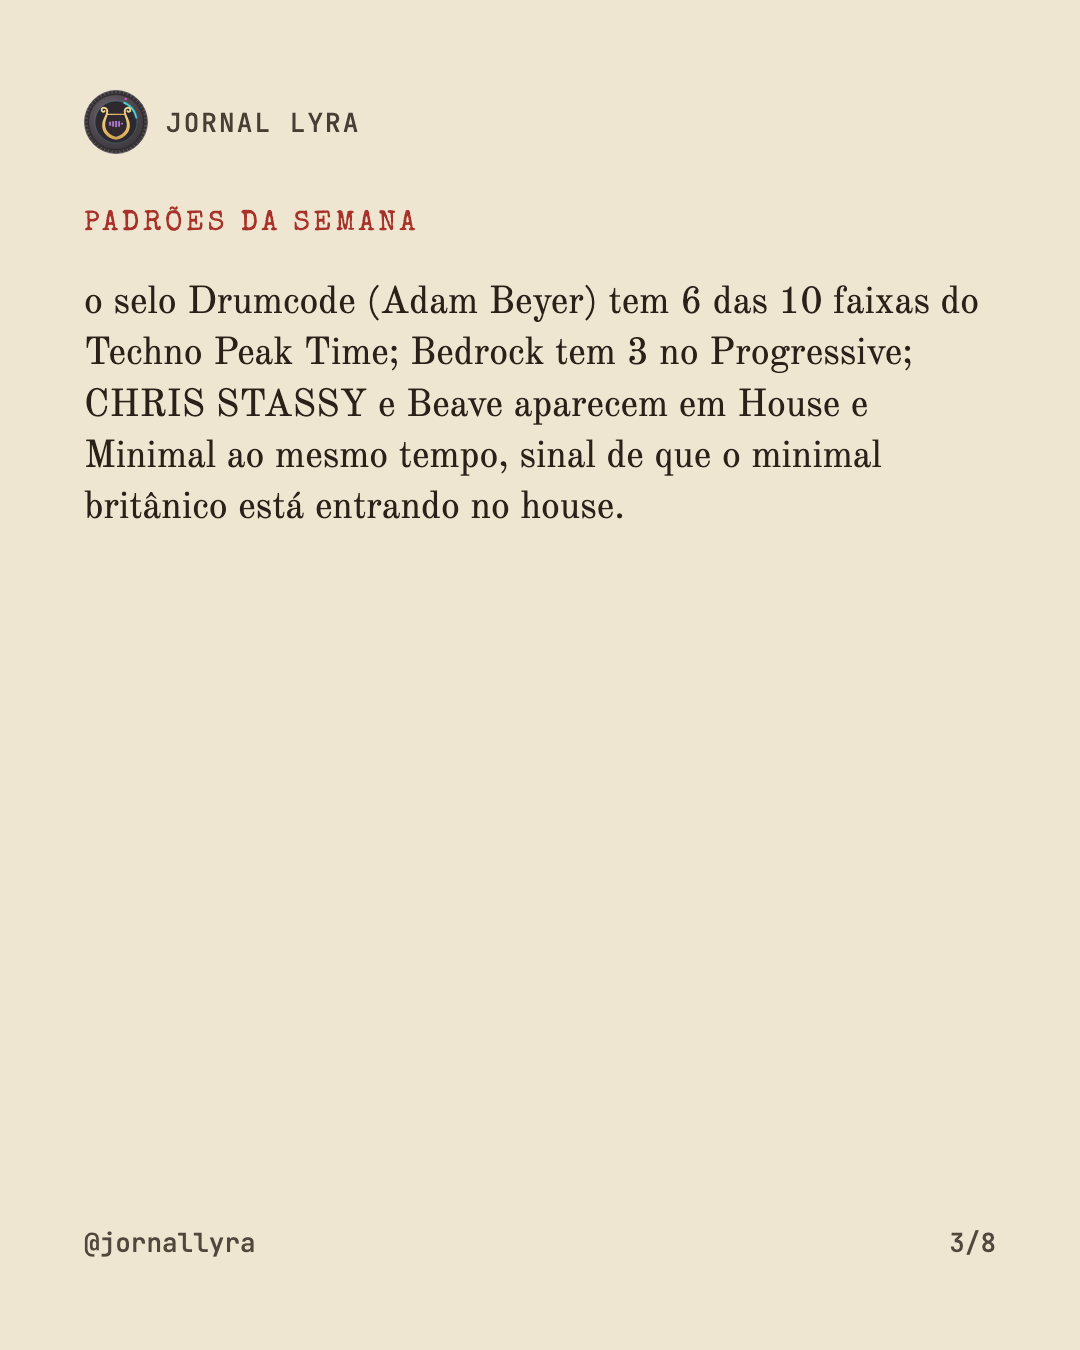 JORNAL LYRA
PADRÕES DA SEMANA
o selo Drumcode (Adam Beyer) tem 6 das 10 faixas do
Techno Peak Time; Bedrock tem 3 no Progressive;
CHRIS STASSY e Beave aparecem em House e
Minimal ao mesmo tempo, sinal de que o minimal
britânico está entrando no house.
@jornallyra
3/8